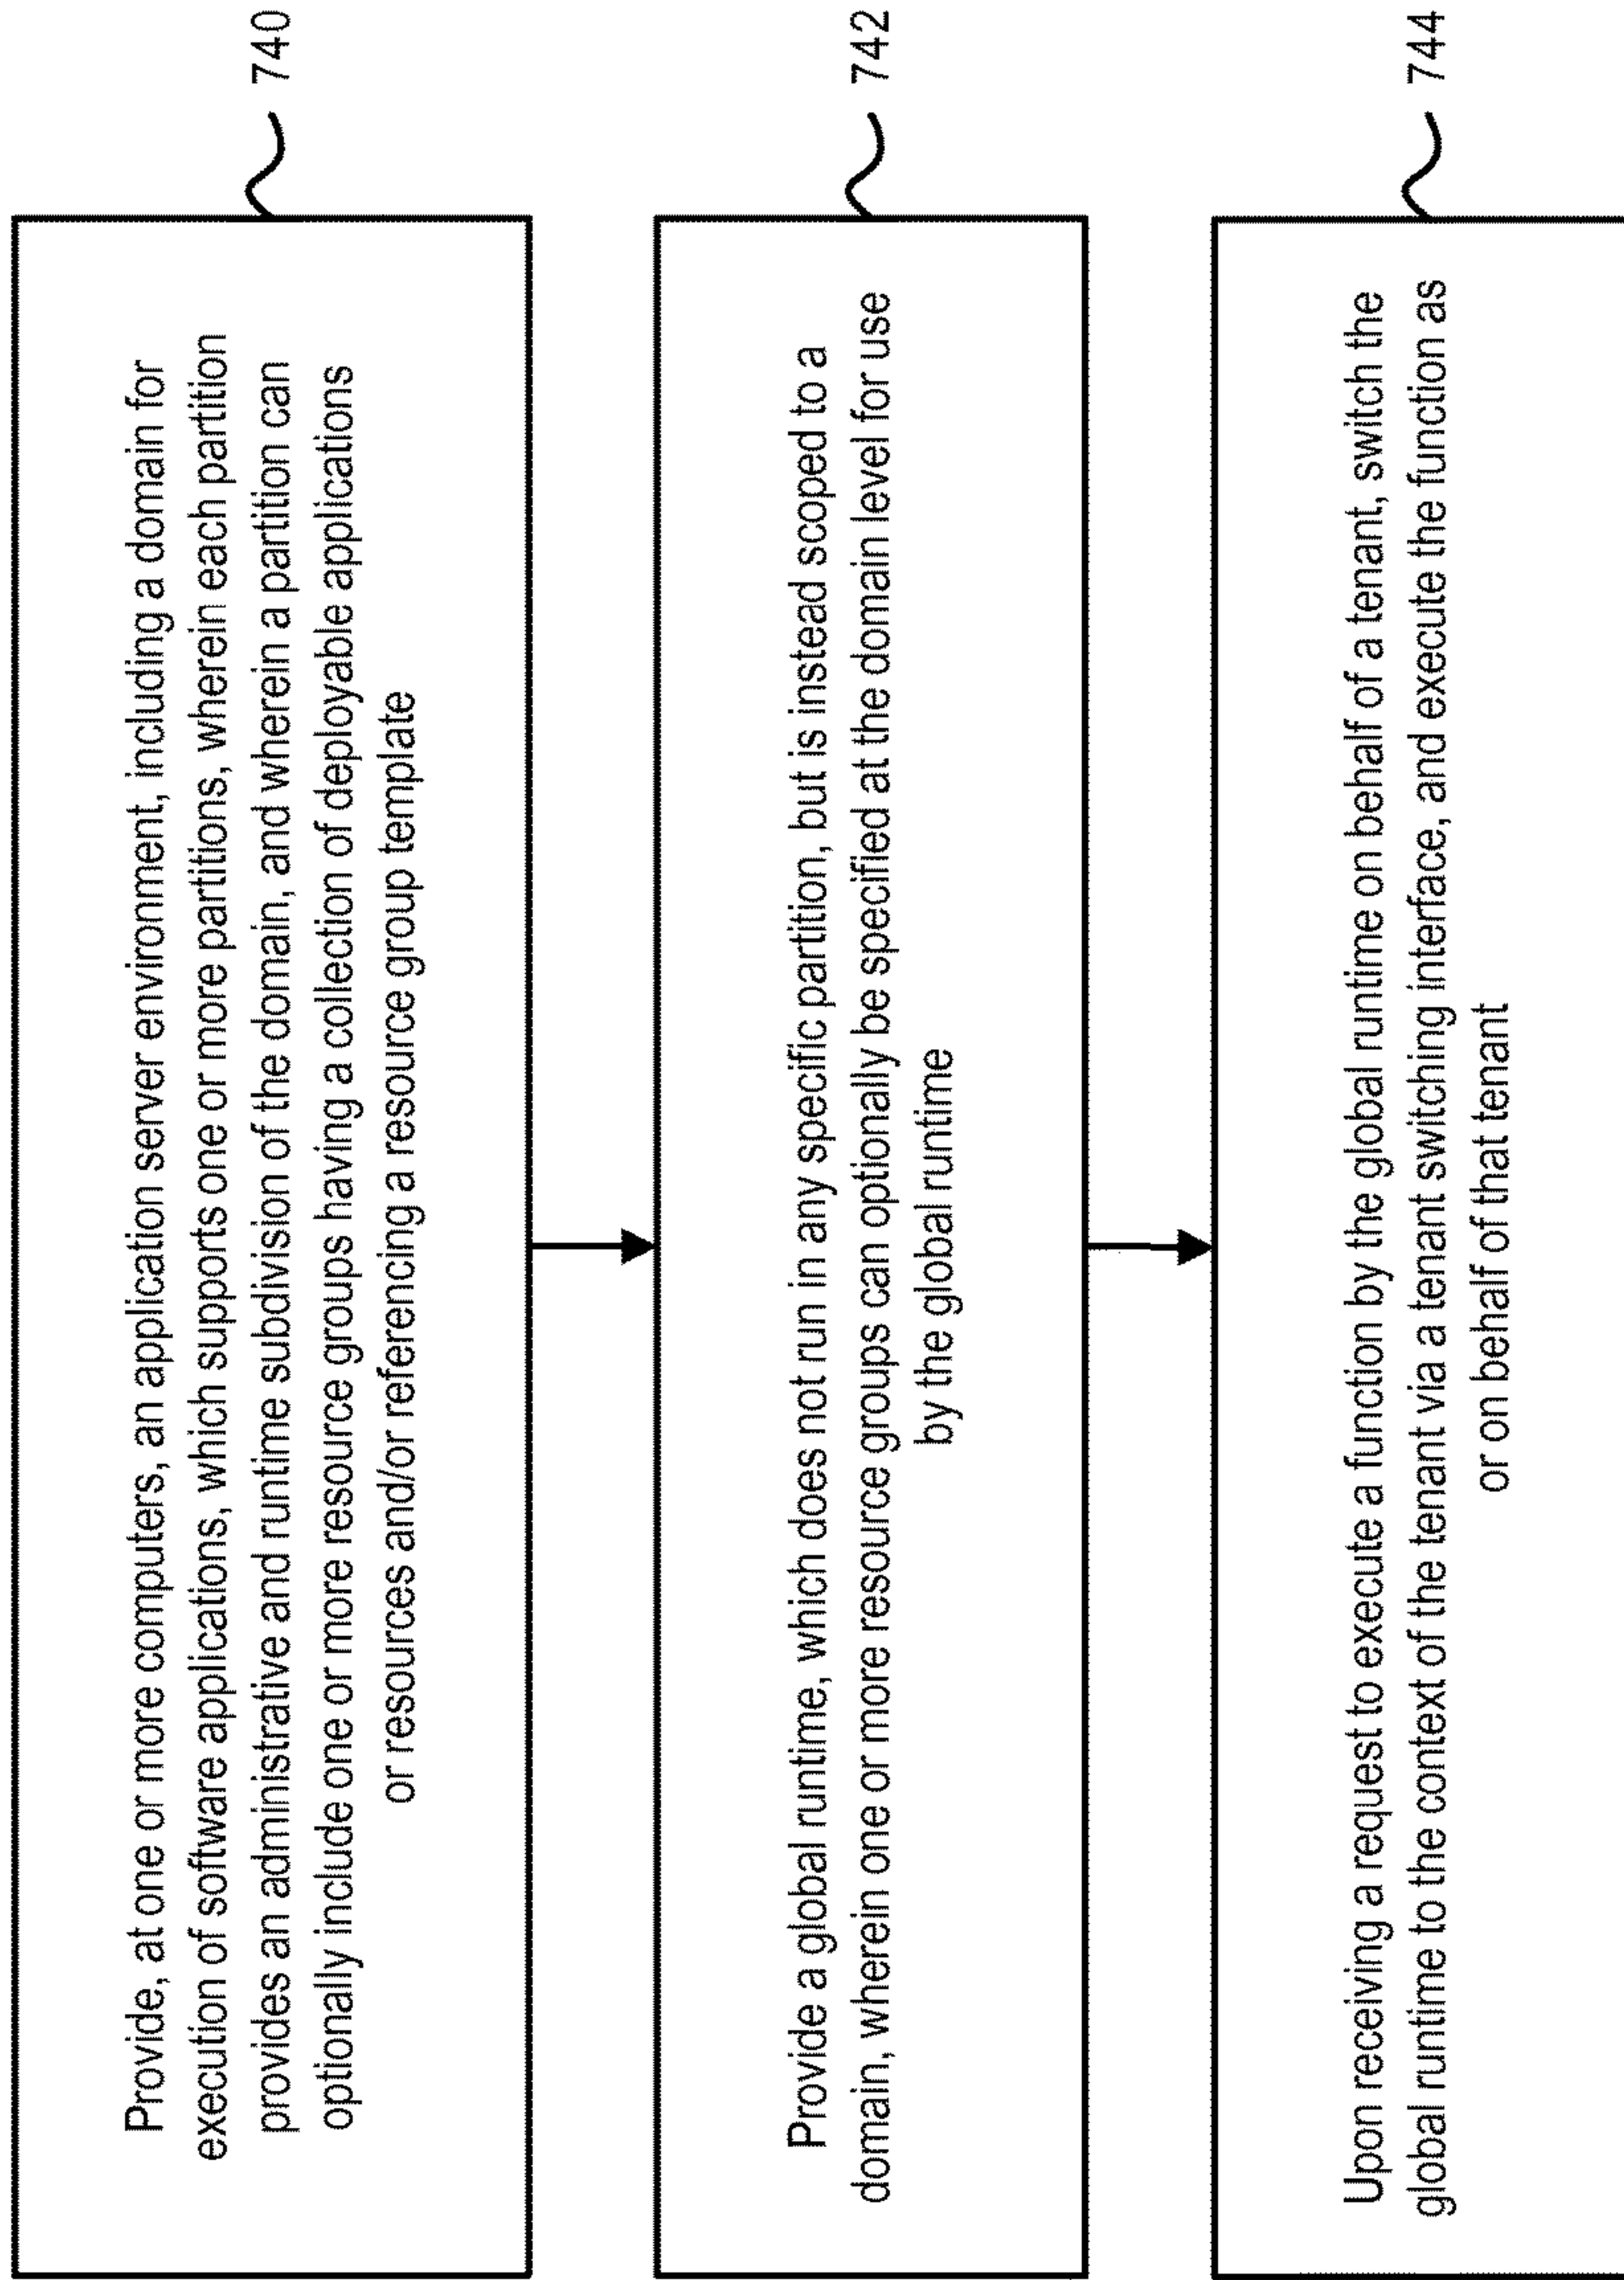 Provide, at one or more computers, an application server environment, including a domain for
execution of software applications, which supports one or more partitions, wherein each partition
provides an administrative and runtime subdivision of the domain, and wherein a partition can
optionally include one or more resource groups having a collection of deployable applications
or resources and/or referencing a resource group template
740
Provide a global runtime, which does not run in any specific partition, but is instead scoped to a
domain, wherein one or more resource groups can optionally be specified at the domain level for use
by the global runtime
742
Upon receiving a request to execute a function by the global runtime on behalf of a tenant, switch the
global runtime to the context of the tenant via a tenant switching interface, and execute the function as
or on behalf of that tenant
744